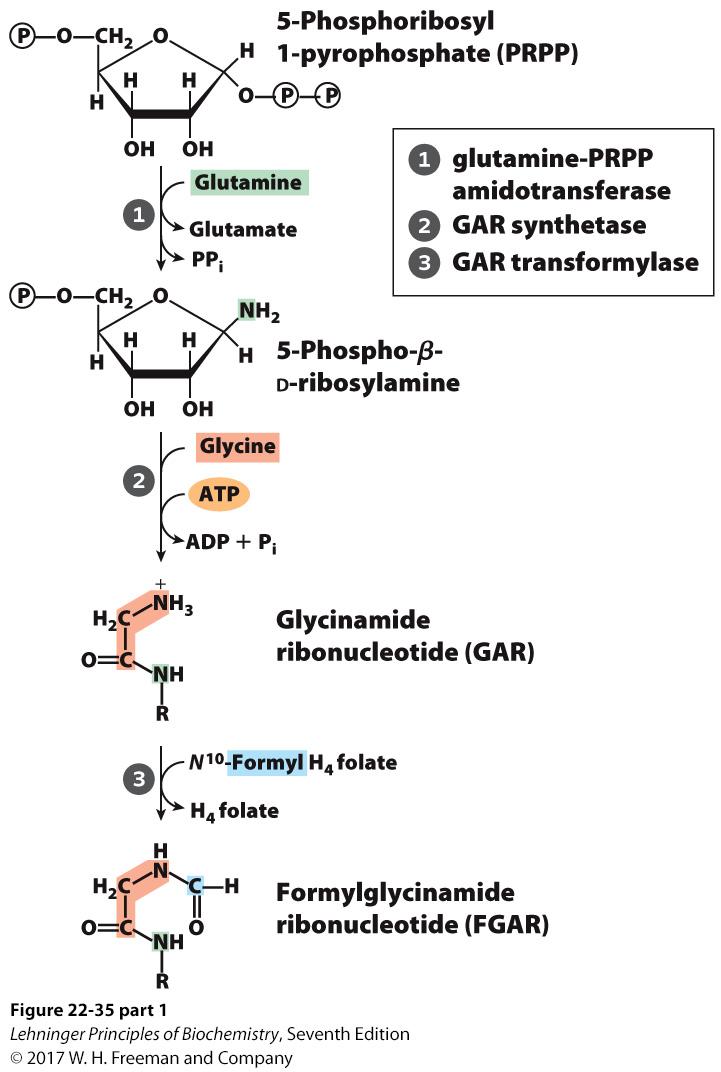 5-Phosphoribosyl
1-pyrophosphate (PRPP)
P—O—CH₂ O H
H H H O—P—P
OH OH
1 glutamine-PRPP
amidotransferase
2 GAR synthetase
3 GAR transformylase
Glutamine
1
Glutamate
PPi
P—O—CH₂ O NH₂
H H H H
OH OH
5-Phospho-β-
D-ribosylamine
Glycine
2
ATP
ADP + Pi
+
H₂C NH₃
O=C NH
R
Glycinamide
ribonucleotide (GAR)
N¹⁰-Formyl H₄ folate
3
H₄ folate
H
H₂C N C—H
O=C NH O
R
Formylglycinamide
ribonucleotide (FGAR)
Figure 22-35 part 1
Lehninger Principles of Biochemistry, Seventh Edition
© 2017 W. H. Freeman and Company